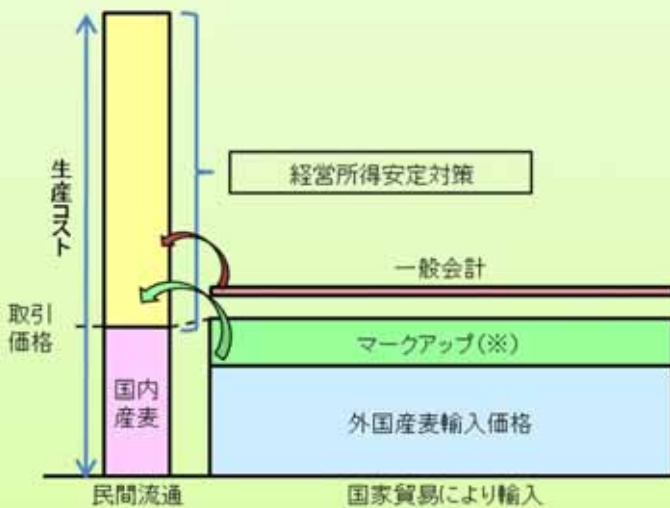 生産コスト
経営所得安定対策
一般会計
取引
価格
マークアップ(※)
国内
産麦
外国産麦輸入価格
民間流通
国家貿易により輸入